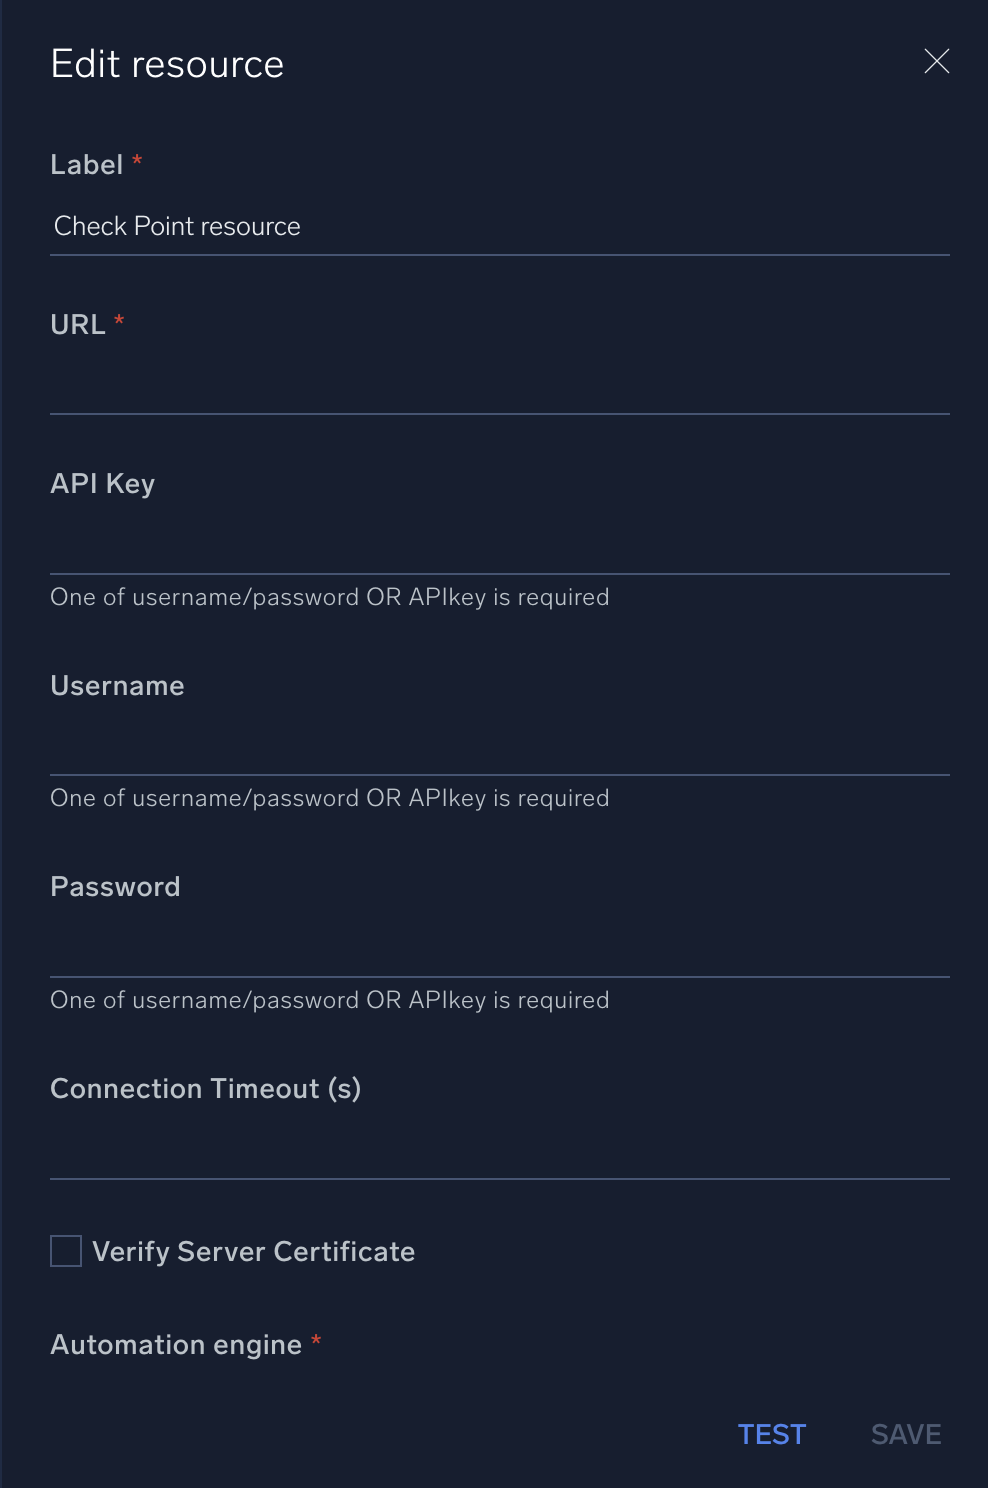 Edit resource
Label *
Check Point resource
URL *
API Key
One of username/password OR APIkey is required
Username
One of username/password OR APIkey is required
Password
One of username/password OR APIkey is required
Connection Timeout (s)
Verify Server Certificate
Automation engine *
TEST SAVE